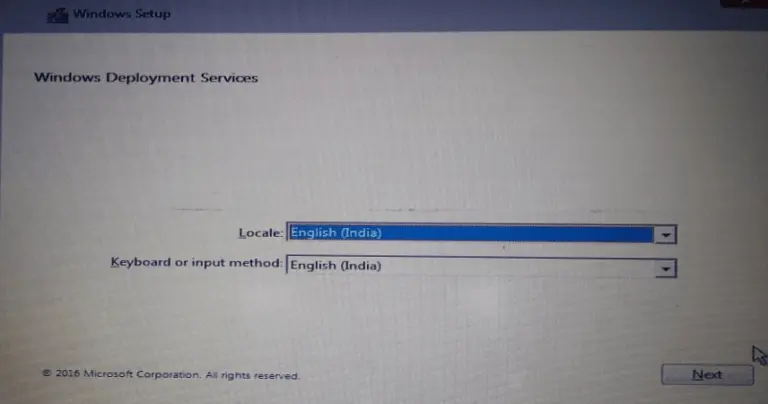 Windows Setup
Windows Deployment Services
Locale: English (India)
Keyboard or input method: English (India)
© 2016 Microsoft Corporation. All rights reserved.
Next